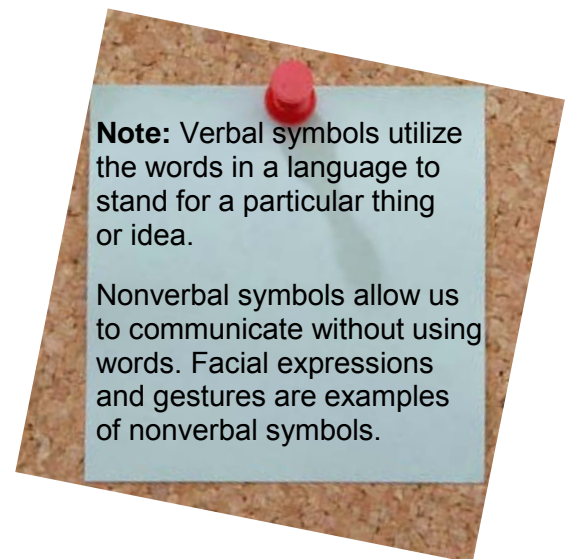 Note: Verbal symbols utilize
the words in a language to
stand for a particular thing
or idea.
Nonverbal symbols allow us
to communicate without using
words. Facial expressions
and gestures are examples
of nonverbal symbols.